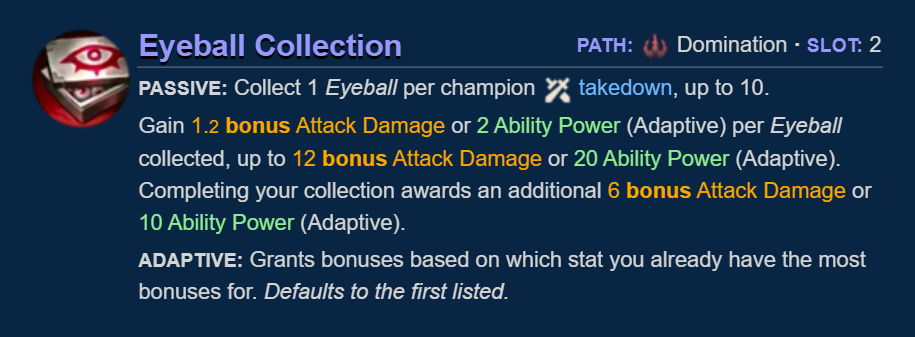 Eyeball Collection PATH: Domination · SLOT: 2
PASSIVE: Collect 1 Eyeball per champion takedown, up to 10.
Gain 1.2 bonus Attack Damage or 2 Ability Power (Adaptive) per Eyeball
collected, up to 12 bonus Attack Damage or 20 Ability Power (Adaptive).
Completing your collection awards an additional 6 bonus Attack Damage or
10 Ability Power (Adaptive).
ADAPTIVE: Grants bonuses based on which stat you already have the most
bonuses for. Defaults to the first listed.